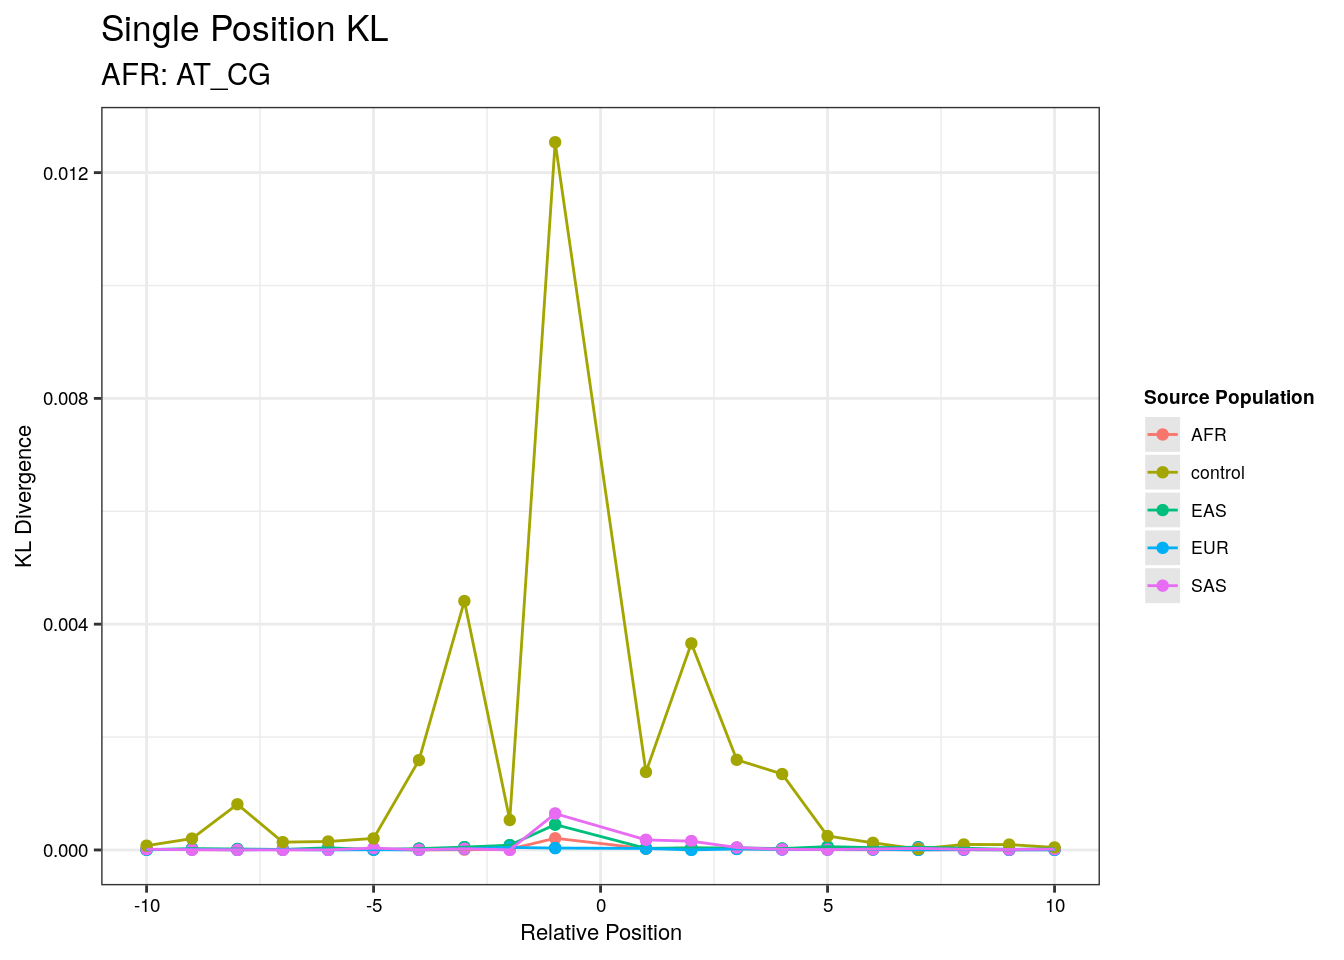 Single Position KL
AFR: AT_CG
KL Divergence
0.012
0.008
0.004
0.000
-10
-5
0
5
10
Relative Position
Source Population
AFR
control
EAS
EUR
SAS